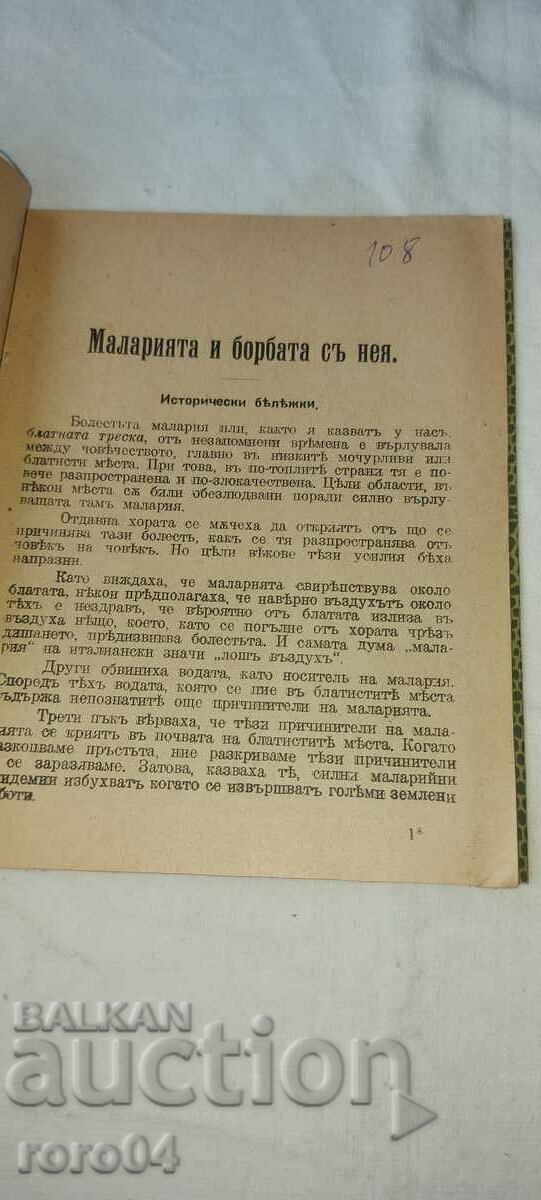 108
Маларията и борбата съ нея.
Исторически бѣлежки.
Болестьта малария или, както я казватъ у насъ,
блатната треска, отъ незапомнени врѣмена е върлувала
между човѣчеството, главно въ низкитѣ мочурливи или
блатисти мѣста. При това, въ по-топлитѣ страни тя е по-
вече разпространена и по-злокачествена. Цѣли области, въ
нѣкои мѣста сѫ били обезлюдвани поради силно върлу-
ващата тамъ малария.
Отдавна хората се мѫчеха да откриятъ отъ що се
причинява тази болесть, какъ се тя разпространява отъ
човѣкъ на човѣкъ. Но цѣли вѣкове тѣзи усилия бѣха
напразни.
Като виждаха, че маларията свирѣпствува около
блатата, нѣкои прѣдполагаха, че навѣрно въздухътъ около
тѣхъ е нездравъ, че вѣроятно отъ блатата излиза въ
въздуха нѣщо, което, като се погълне отъ хората чрѣзъ
дишането, прѣдизвиква болестьта. И самата дума „мала-
рия“ на италиански значи „лошъ въздухъ“.
Други обвиниха водата, като носитель на малария.
Споредъ тѣхъ водата, която се пие въ блатиститѣ мѣста
съдържа непознатитѣ още причинители на маларията.
Трети пъкъ вѣрваха, че тѣзи причинители на мала-
рията се криятъ въ почвата на блатиститѣ мѣста. Когато
разкопваме пръстьта, ние разкриваме тѣзи причинители
и се заразяваме. Затова, казваха тѣ, силни маларийни
епидемии избухватъ когато се извършватъ голѣми землени
работи.
1*
BALKAN
auction
roro04